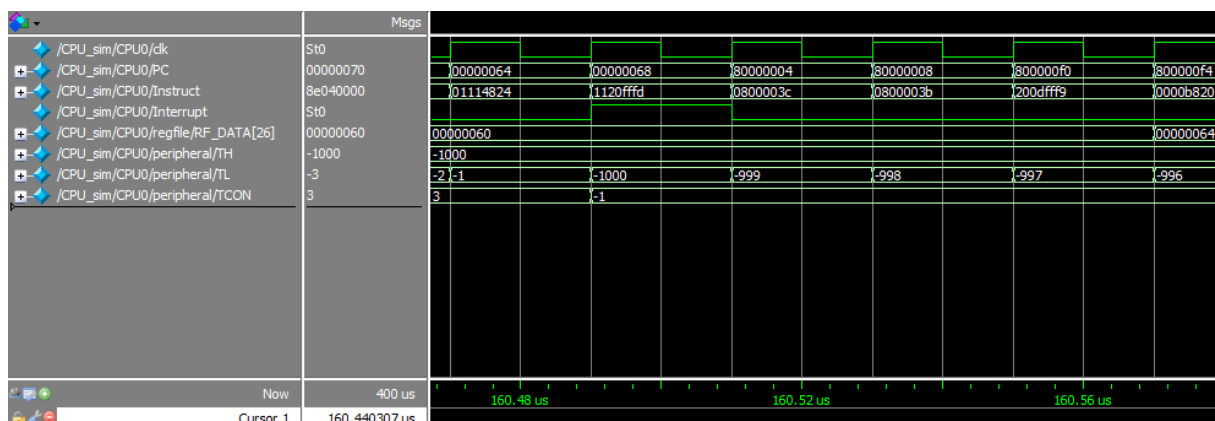 Msgs
/CPU_sim/CPU0/clk St0
/CPU_sim/CPU0/PC 00000070 00000064 00000068 80000004 80000008 800000f0 800000f4
/CPU_sim/CPU0/Instruct 8e040000 01114824 1120fffd 0800003c 0800003b 200dfff9 0000b820
/CPU_sim/CPU0/Interrupt St0
/CPU_sim/CPU0/regfile/RF_DATA[26] 00000060 00000060 00000064
/CPU_sim/CPU0/peripheral/TH -1000 -1000
/CPU_sim/CPU0/peripheral/TL -3 -2 -1 -1000 -999 -998 -997 -996
/CPU_sim/CPU0/peripheral/TCON 3 3 -1
Now 400 us 160.48 us 160.52 us 160.56 us
Cursor 1 160.440307 us